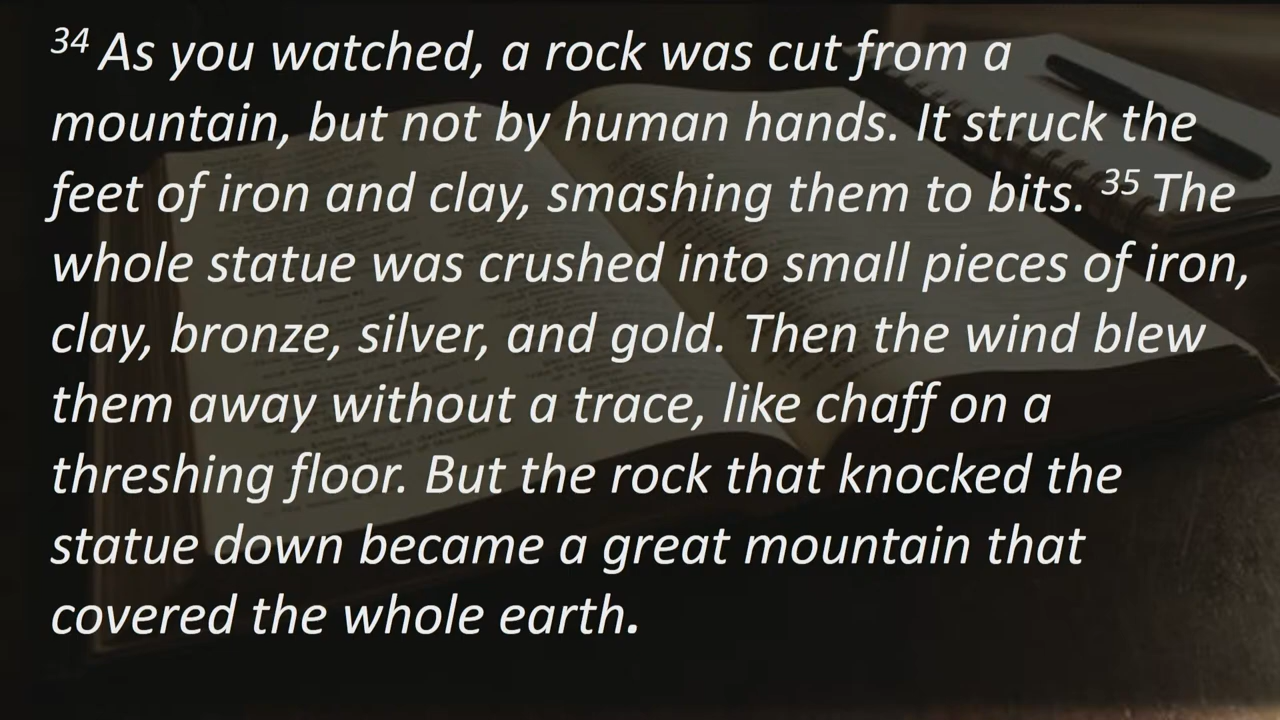 34 As you watched, a rock was cut from a
mountain, but not by human hands. It struck the
feet of iron and clay, smashing them to bits. 35 The
whole statue was crushed into small pieces of iron,
clay, bronze, silver, and gold. Then the wind blew
them away without a trace, like chaff on a
threshing floor. But the rock that knocked the
statue down became a great mountain that
covered the whole earth.